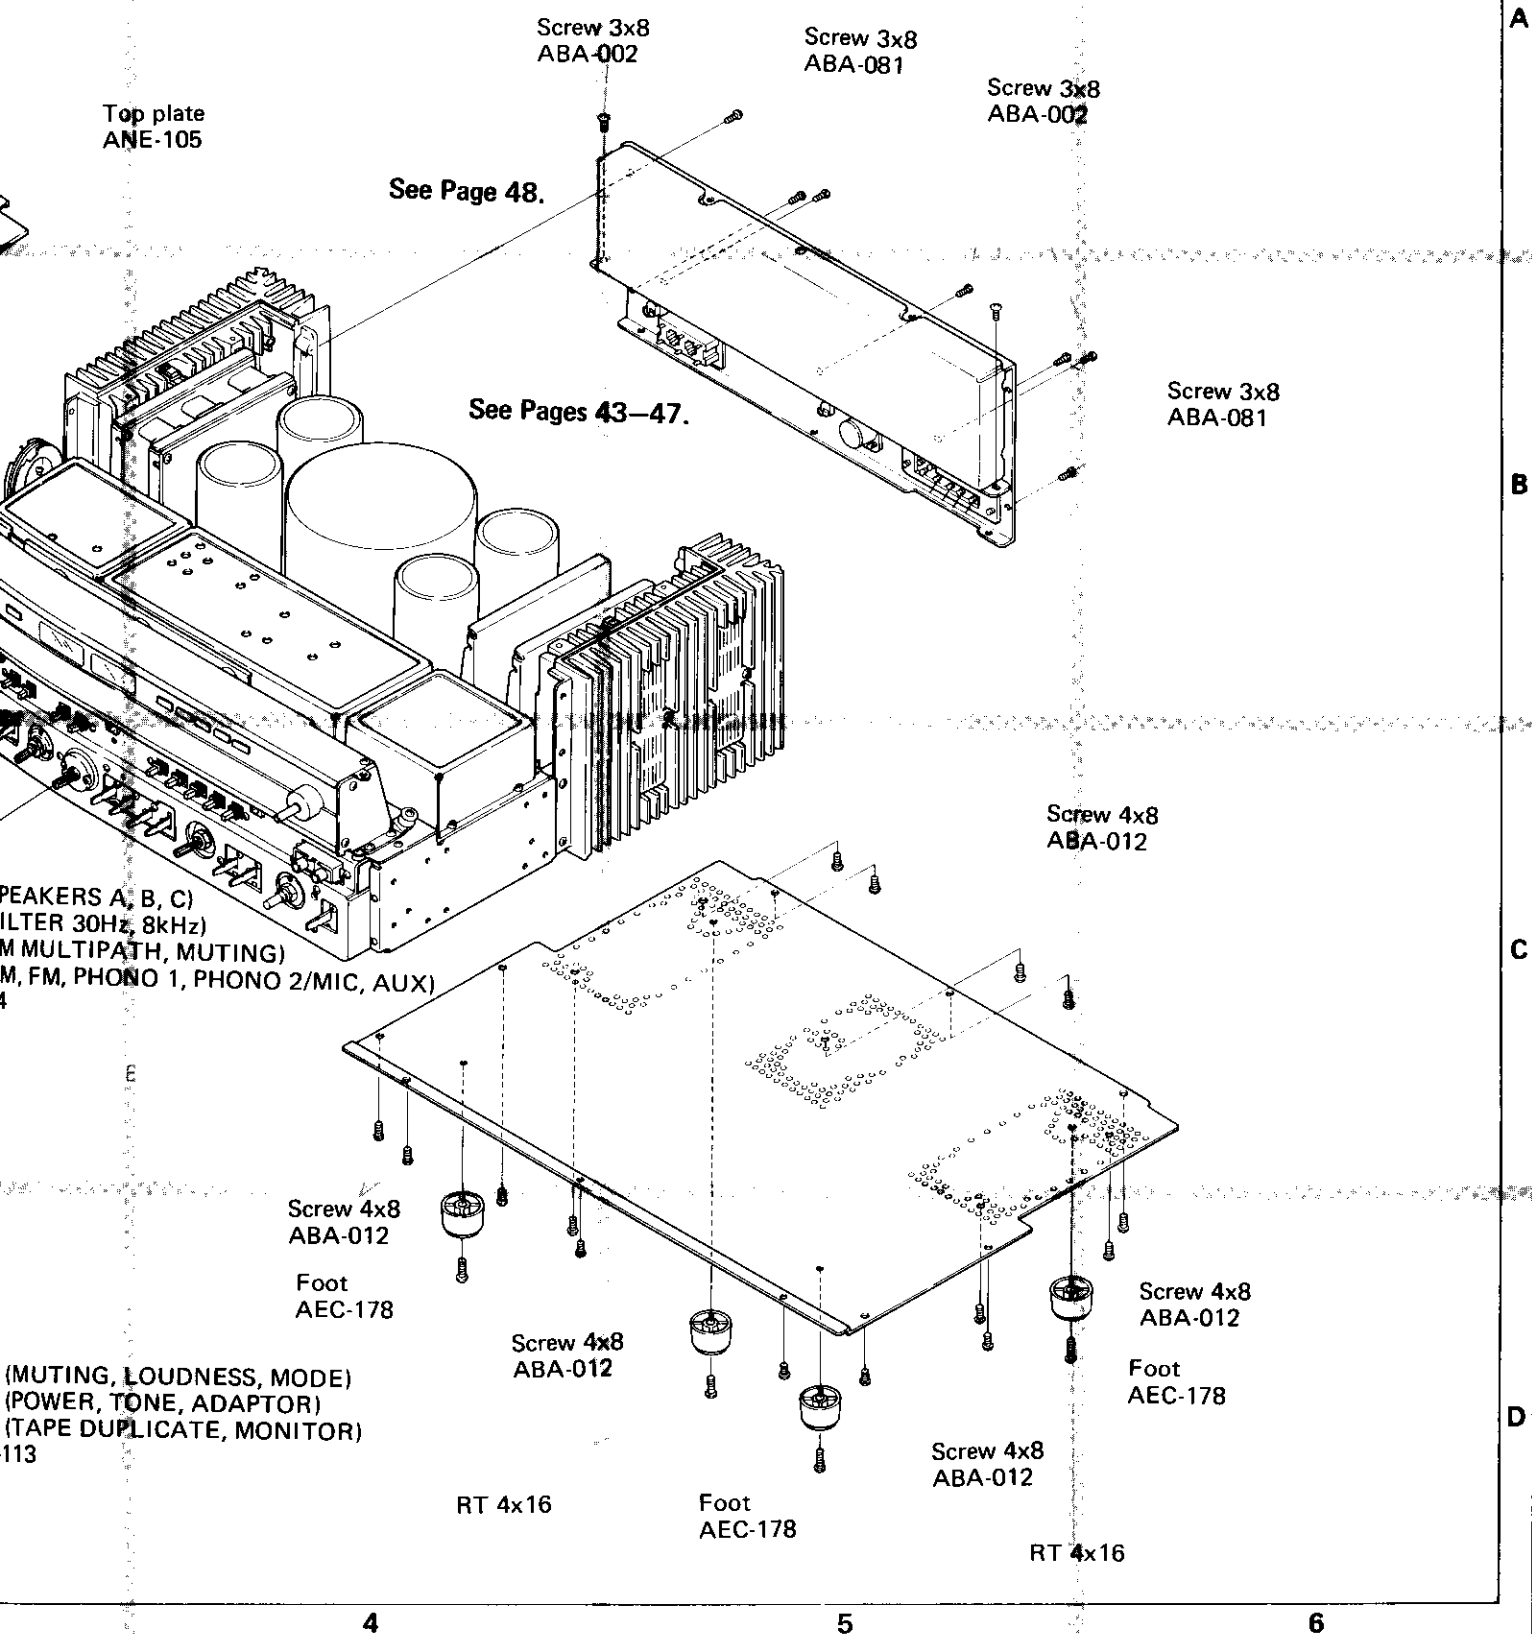 A
Screw 3x8
ABA-002
Screw 3x8
ABA-081
Screw 3x8
ABA-002
Top plate
ANE-105
See Page 48.
See Pages 43—47.
Screw 3x8
ABA-081
B
Screw 4x8
ABA-012
PEAKERS A, B, C)
ILTER 30Hz, 8kHz)
M MULTIPATH, MUTING)
M, FM, PHONO 1, PHONO 2/MIC, AUX)
4
C
Screw 4x8
ABA-012
Foot
AEC-178
Screw 4x8
ABA-012
Screw 4x8
ABA-012
Foot
AEC-178
(MUTING, LOUDNESS, MODE)
(POWER, TONE, ADAPTOR)
(TAPE DUPLICATE, MONITOR)
-113
D
Screw 4x8
ABA-012
RT 4x16
Foot
AEC-178
RT 4x16
4
5
6